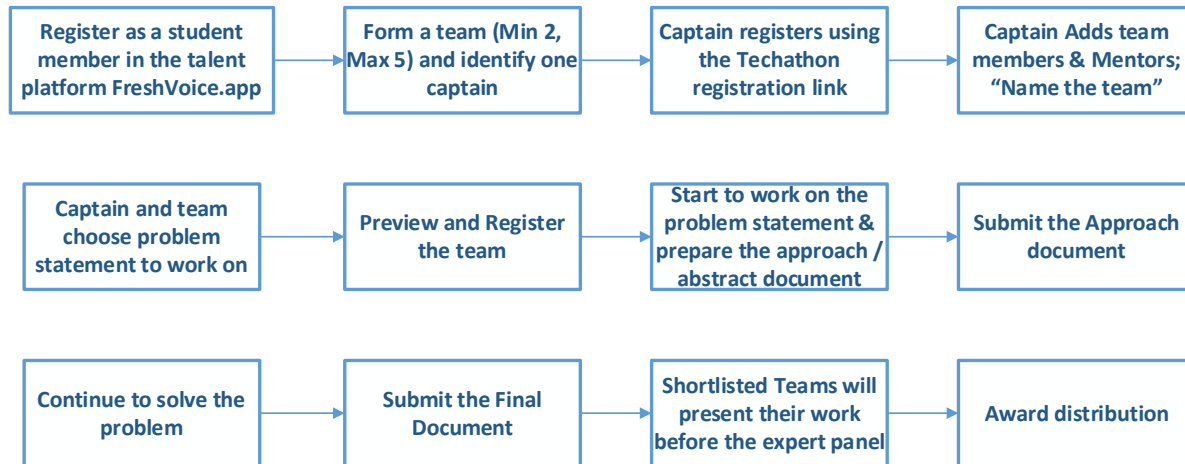 Register as a student
member in the talent
platform FreshVoice.app
Form a team (Min 2,
Max 5) and identify one
captain
Captain registers using
the Techathon
registration link
Captain Adds team
members & Mentors;
“Name the team”
Captain and team
choose problem
statement to work on
Preview and Register
the team
Start to work on the
problem statement &
prepare the approach /
abstract document
Submit the Approach
document
Continue to solve the
problem
Submit the Final
Document
Shortlisted Teams will
present their work
before the expert panel
Award distribution